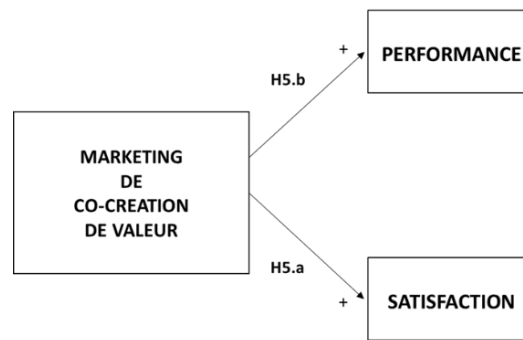 +
PERFORMANCE
H5.b
MARKETING
DE
CO-CREATION
DE VALEUR
H5.a
+
SATISFACTION